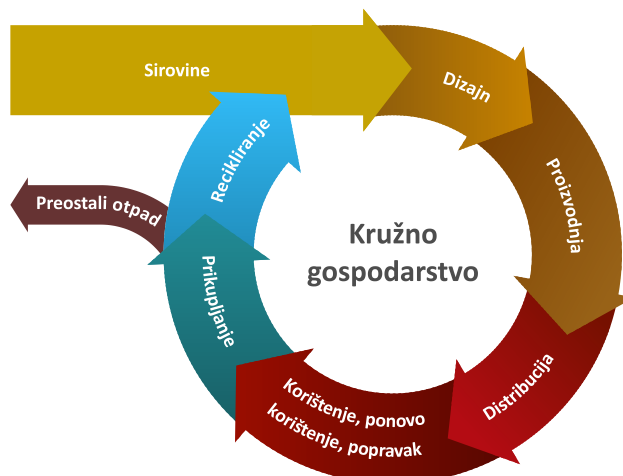 Sirovine
Dizajn
Proizvodnja
Distribucija
Korištenje, ponovo
korištenje, popravak
Prikupljanje
Recikliranje
Preostali otpad
Kružno
gospodarstvo